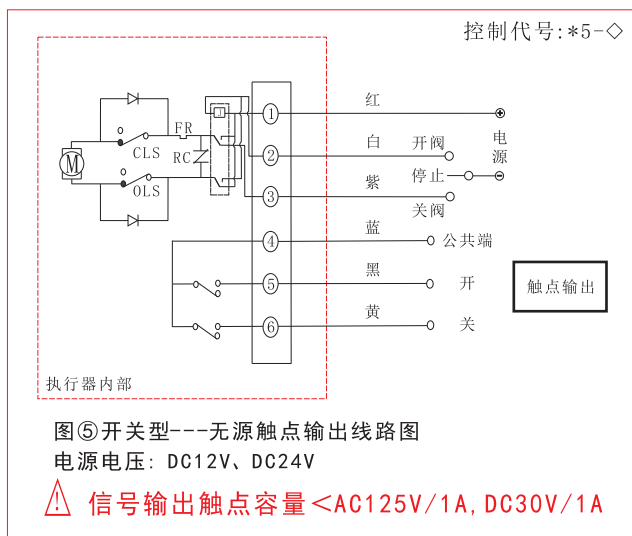 控制代号:*5-◇
① 红 ⊕
J
FR
白 开阀
电源
CLS
②
M
RC
停止 ⊖
紫
OLS
③
关阀
蓝
④ 公共端
黑
⑤ 开
触点输出
黄
⑥ 关
执行器内部
图⑤开关型---无源触点输出线路图
电源电压: DC12V、DC24V
! 信号输出触点容量＜AC125V/1A, DC30V/1A